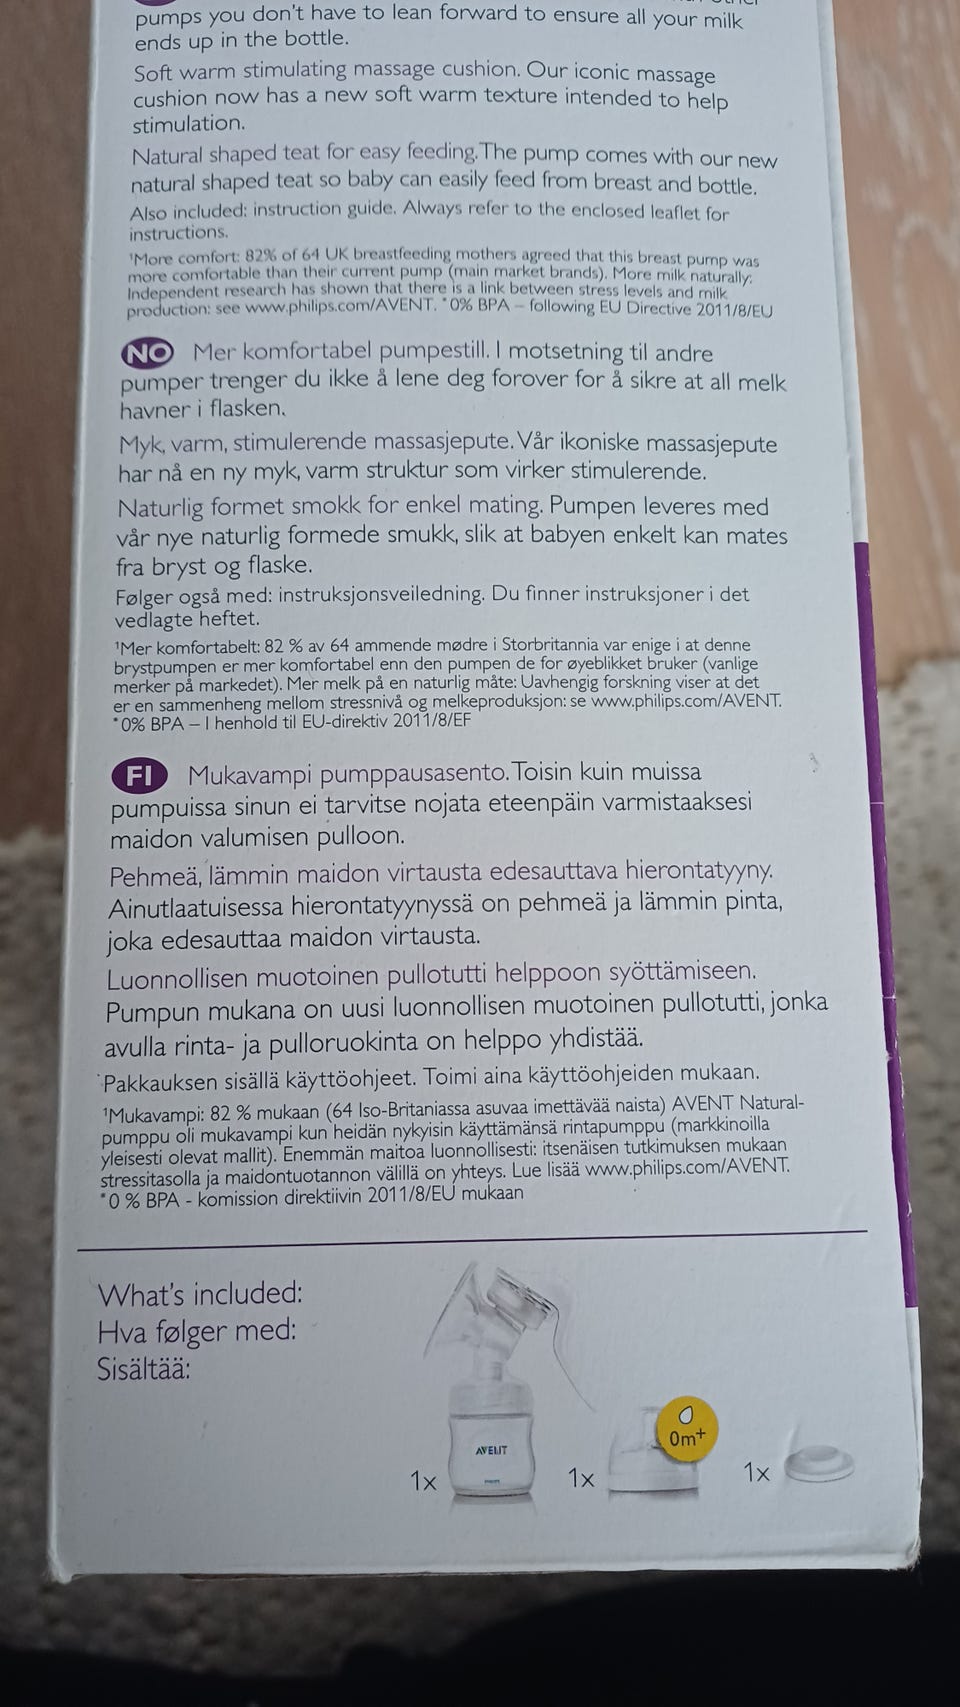 pumps you don't have to lean forward to ensure all your milk
ends up in the bottle.
Soft warm stimulating massage cushion. Our iconic massage
cushion now has a new soft warm texture intended to help
stimulation.
Natural shaped teat for easy feeding. The pump comes with our new
natural shaped teat so baby can easily feed from breast and bottle.
Also included: instruction guide. Always refer to the enclosed leaflet for
instructions.
¹More comfort: 82% of 64 UK breastfeeding mothers agreed that this breast pump was
more comfortable than their current pump (main market brands). More milk naturally:
Independent research has shown that there is a link between stress levels and milk
production: see www.philips.com/AVENT. *0% BPA – following EU Directive 2011/8/EU
NO Mer komfortabel pumpestill. I motsetning til andre
pumper trenger du ikke å lene deg forover for å sikre at all melk
havner i flasken.
Myk, varm, stimulerende massasjepute. Vår ikoniske massasjepute
har nå en ny myk, varm struktur som virker stimulerende.
Naturlig formet smokk for enkel mating. Pumpen leveres med
vår nye naturlig formede smukk, slik at babyen enkelt kan mates
fra bryst og flaske.
Følger også med: instruksjonsveiledning. Du finner instruksjoner i det
vedlagte heftet.
¹Mer komfortabelt: 82 % av 64 ammende mødre i Storbritannia var enige i at denne
brystpumpen er mer komfortabel enn den pumpen de for øyeblikket bruker (vanlige
merker på markedet). Mer melk på en naturlig måte: Uavhengig forskning viser at det
er en sammenheng mellom stressnivå og melkeproduksjon: se www.philips.com/AVENT.
*0% BPA – I henhold til EU-direktiv 2011/8/EF
FI Mukavampi pumppausasento. Toisin kuin muissa
pumpuissa sinun ei tarvitse nojata eteenpäin varmistaaksesi
maidon valumisen pulloon.
Pehmeä, lämmin maidon virtausta edesauttava hierontatyyny.
Ainutlaatuisessa hierontatyynyssä on pehmeä ja lämmin pinta,
joka edesauttaa maidon virtausta.
Luonnollisen muotoinen pullotutti helppoon syöttämiseen.
Pumpun mukana on uusi luonnollisen muotoinen pullotutti, jonka
avulla rinta- ja pulloruokinta on helppo yhdistää.
Pakkauksen sisällä käyttöohjeet. Toimi aina käyttöohjeiden mukaan.
¹Mukavampi: 82 % mukaan (64 Iso-Britaniassa asuvaa imettävää naista) AVENT Natural-
pumppu oli mukavampi kun heidän nykyisin käyttämänsä rintapumppu (markkinoilla
yleisesti olevat mallit). Enemmän maitoa luonnollisesti: itsenäisen tutkimuksen mukaan
stressitasolla ja maidontuotannon välillä on yhteys. Lue lisää www.philips.com/AVENT.
*0 % BPA - komission direktiivin 2011/8/EU mukaan
What's included:
Hva følger med:
Sisältää:
AVENT
0m+
1x
1x
1x